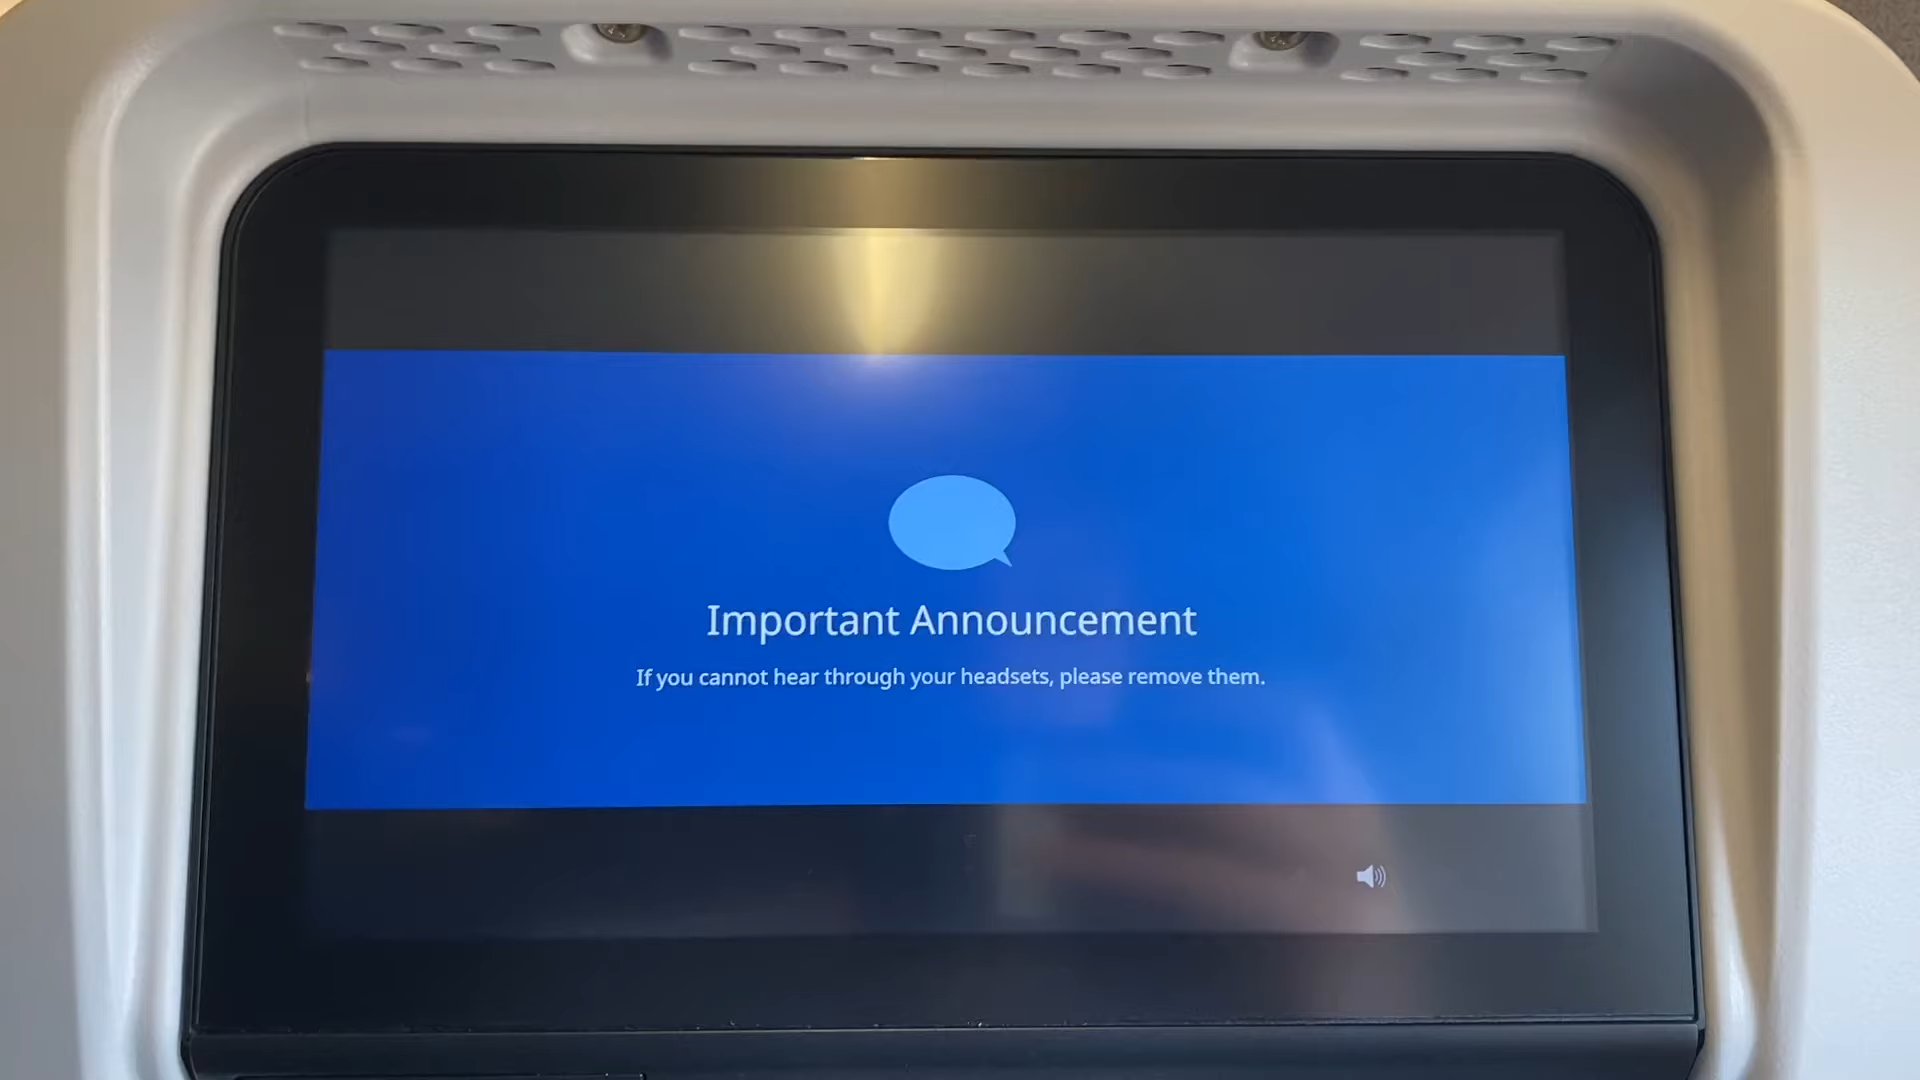 Important Announcement
If you cannot hear through your headsets, please remove them.